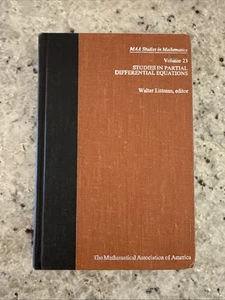 MAA Studies in Mathematics
Volume 23
STUDIES IN PARTIAL
DIFFERENTIAL EQUATIONS
Walter Littman, editor
The Mathematical Association of America